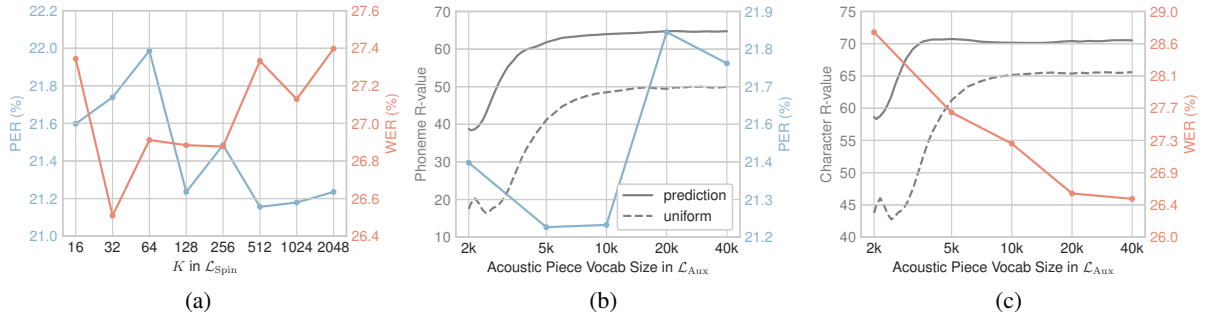 22.0
21.8
21.6
21.4
21.2
21.0
PER (%)
27.6
27.4
27.2
27.0
26.8
26.6
26.4
WER (%)
16 32 64 128 256 512 1024 2048
K in L_Spin
(a)
70
60
50
40
30
20
10
Phoneme R-value
21.9
21.8
21.7
21.6
21.4
21.3
21.2
PER (%)
prediction
uniform
2k 5k 10k 20k 40k
Acoustic Piece Vocab Size in L_Aux
(b)
75
70
65
60
55
50
45
40
Character R-value
29.0
28.6
28.1
27.7
27.3
26.9
26.4
26.0
WER (%)
2k 5k 10k 20k 40k
Acoustic Piece Vocab Size in L_Aux
(c)